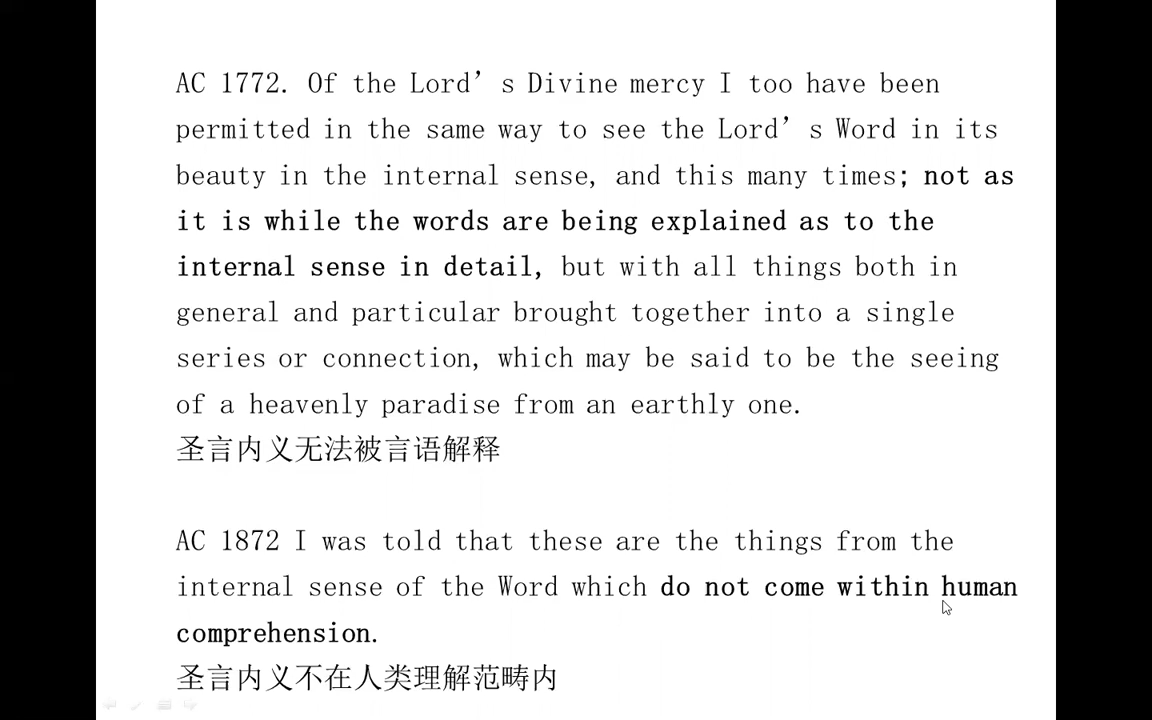 AC 1772. Of the Lord’s Divine mercy I too have been
permitted in the same way to see the Lord’s Word in its
beauty in the internal sense, and this many times; not as
it is while the words are being explained as to the
internal sense in detail, but with all things both in
general and particular brought together into a single
series or connection, which may be said to be the seeing
of a heavenly paradise from an earthly one.
圣言内义无法被言语解释
AC 1872 I was told that these are the things from the
internal sense of the Word which do not come within human
comprehension.
圣言内义不在人类理解范畴内